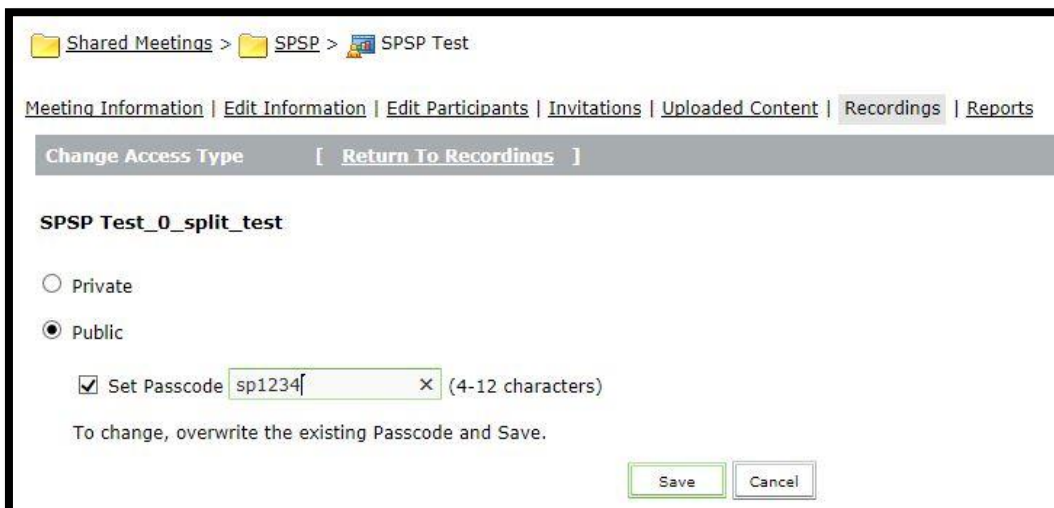 Shared Meetings > SPSP > SPSP Test
Meeting Information | Edit Information | Edit Participants | Invitations | Uploaded Content | Recordings | Reports
Change Access Type [ Return To Recordings ]
SPSP Test_0_split_test
Private
Public
Set Passcode sp1234 (4-12 characters)
To change, overwrite the existing Passcode and Save.
Save Cancel